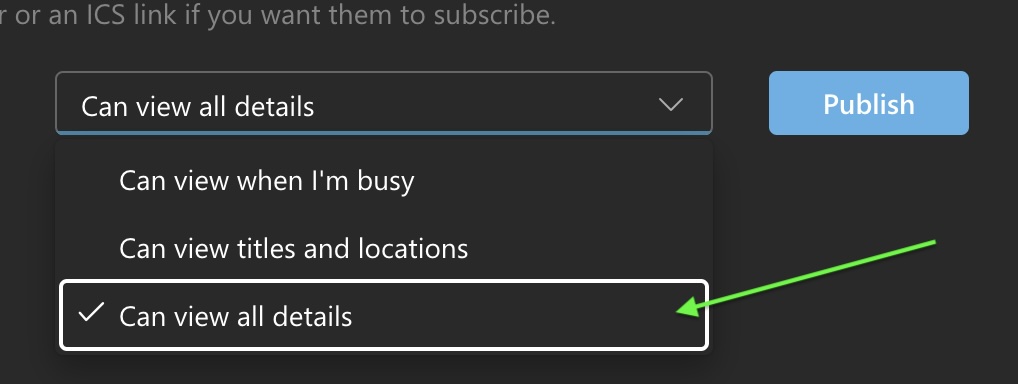 or an ICS link if you want them to subscribe.
Can view all details
Publish
Can view when I'm busy
Can view titles and locations
Can view all details